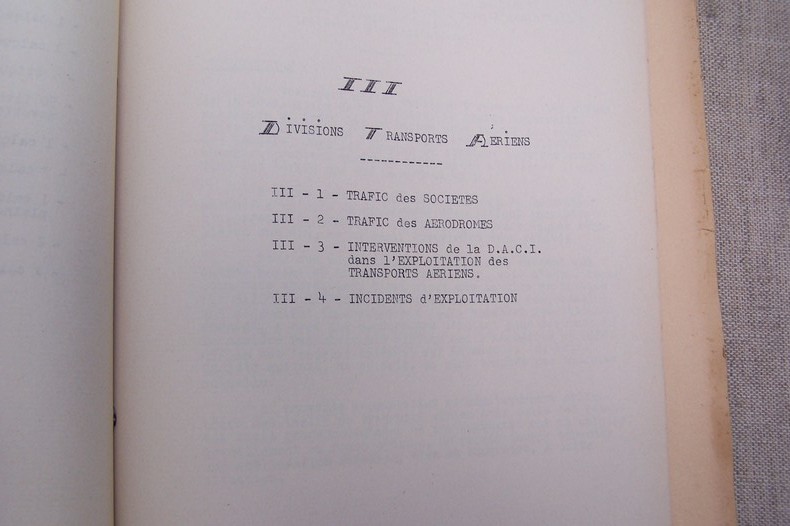 III
DIVISIONS TRANSPORTS AÉRIENS
------------
III - 1 - TRAFIC des SOCIETES
III - 2 - TRAFIC des AERODROMES
III - 3 - INTERVENTIONS de la D.A.C.I.
dans l'EXPLOITATION des
TRANSPORTS AERIENS.
III - 4 - INCIDENTS d'EXPLOITATION